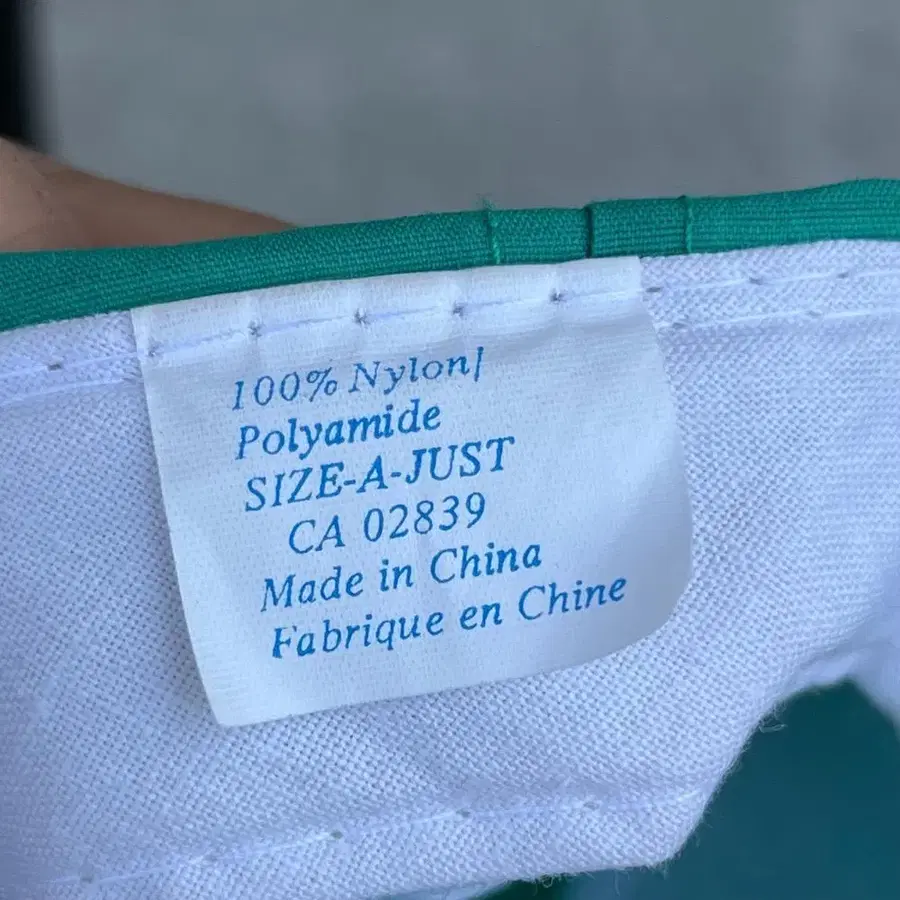 100% Nylon/
Polyamide
SIZE-A-JUST
CA 02839
Made in China
Fabrique en Chine